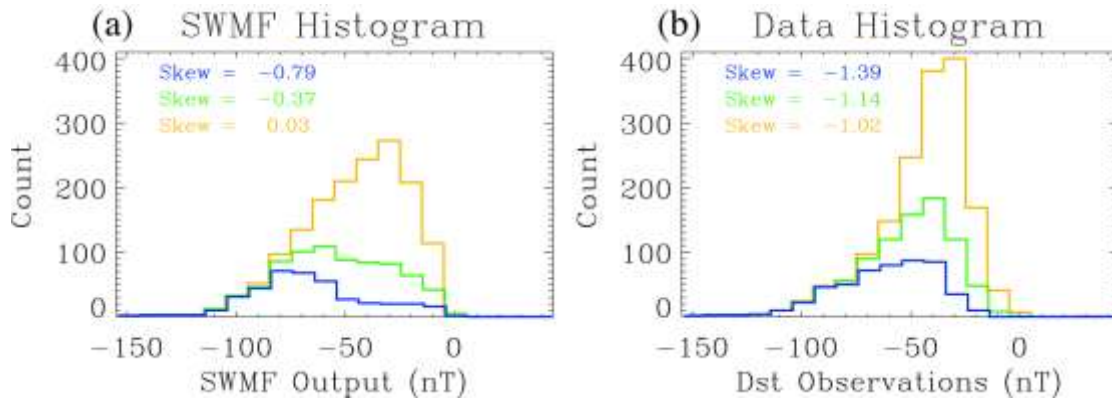 (a) SWMF Histogram
Skew = -0.79
Skew = -0.37
Skew = 0.03
400
300
200
100
0
Count
-150 -100 -50 0
SWMF Output (nT)
(b) Data Histogram
Skew = -1.39
Skew = -1.14
Skew = -1.02
400
300
200
100
0
Count
-150 -100 -50 0
Dst Observations (nT)